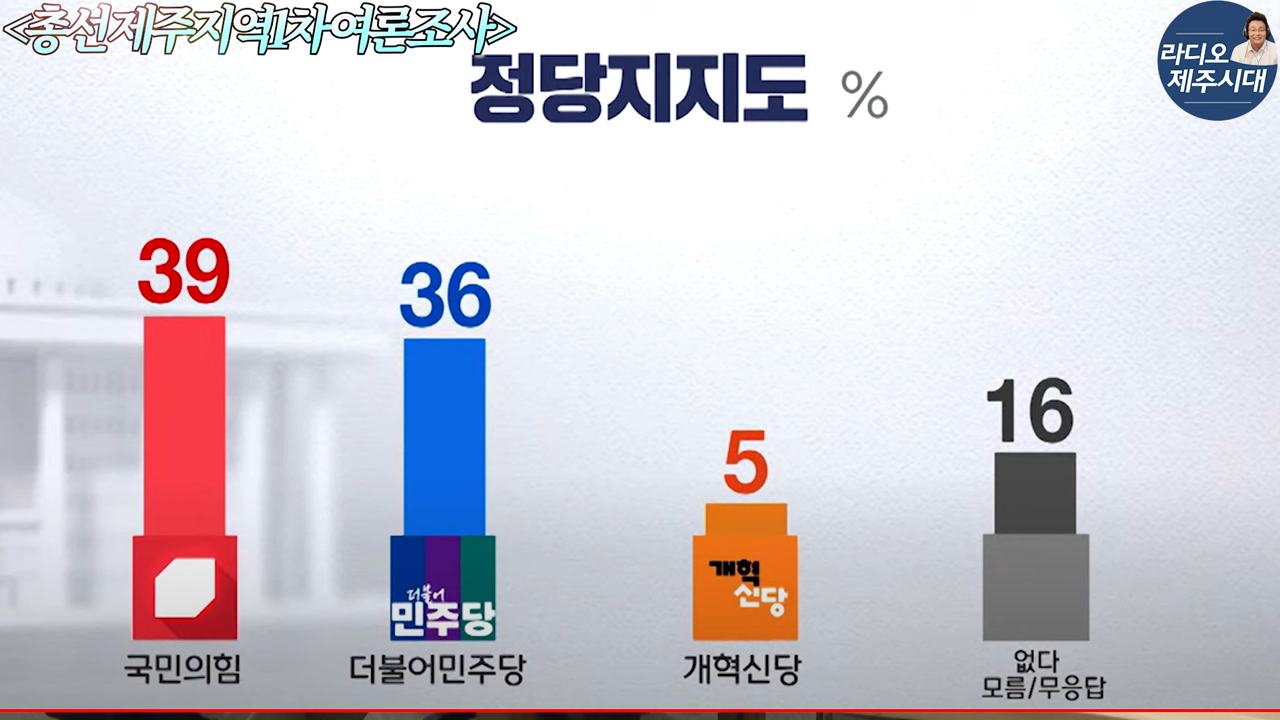 <총선제주지역1차여론조사>
라디오
제주시대
정당지지도 %
39
36
5
16
더불어
민주당
개혁
신당
국민의힘
더불어민주당
개혁신당
없다
모름/무응답